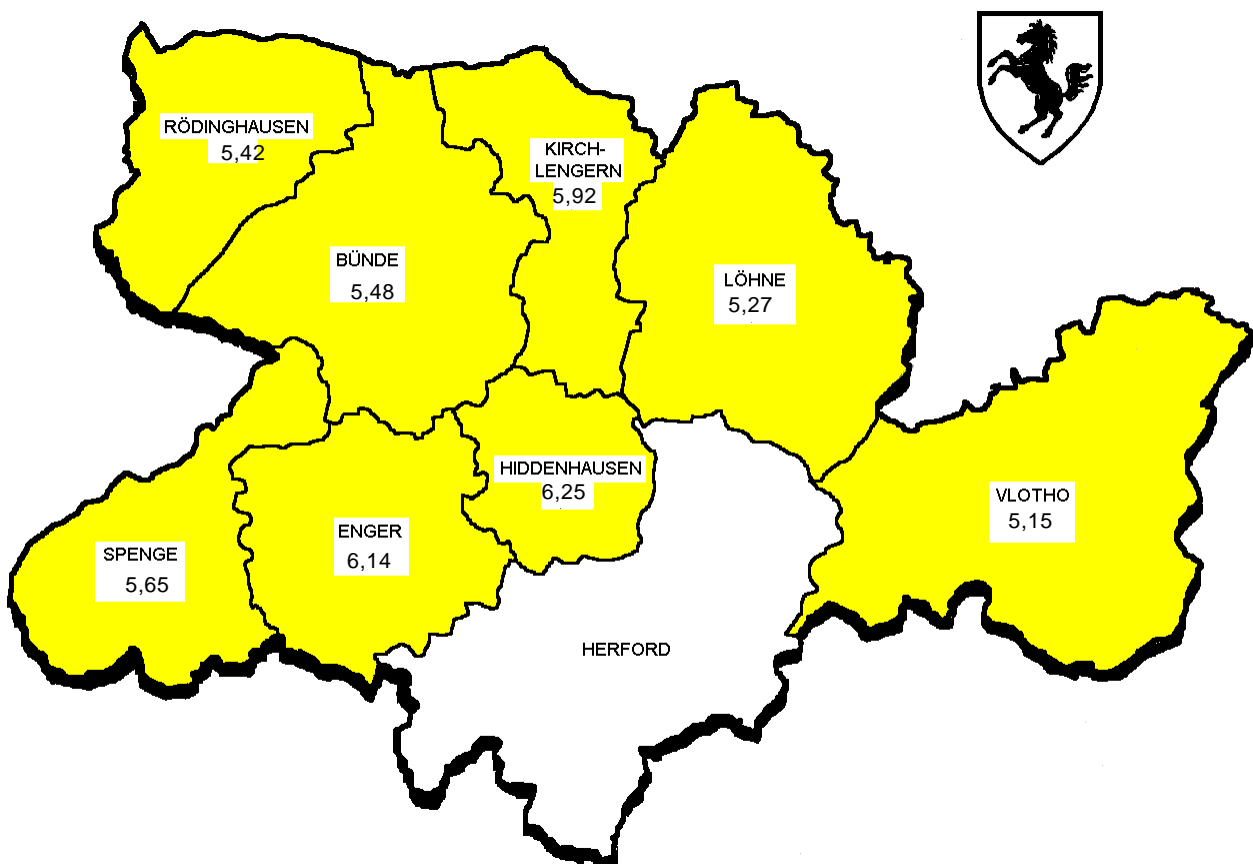 RÖDINGHAUSEN
5,42
KIRCH-
LENGERN
5,92
BÜNDE
5,48
LÖHNE
5,27
HIDDENHAUSEN
6,25
VLOTHO
5,15
ENGER
6,14
SPENGE
5,65
HERFORD